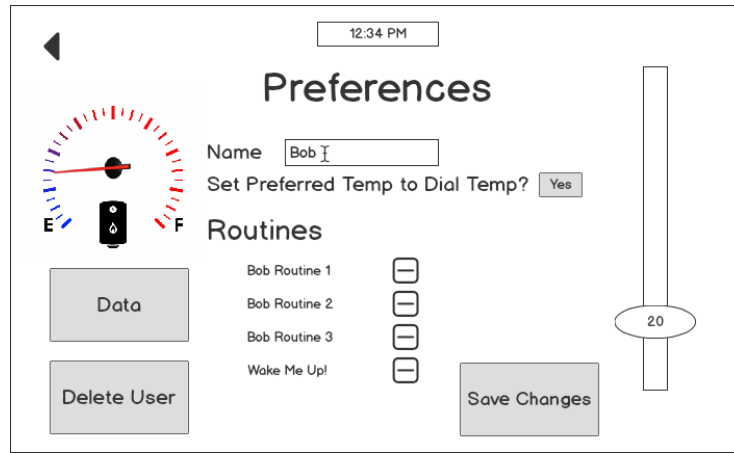 12:34 PM
Preferences
Name Bob
Set Preferred Temp to Dial Temp? Yes
E F
Routines
Bob Routine 1
Bob Routine 2
Bob Routine 3
Wake Me Up!
Data
Delete User
20
Save Changes